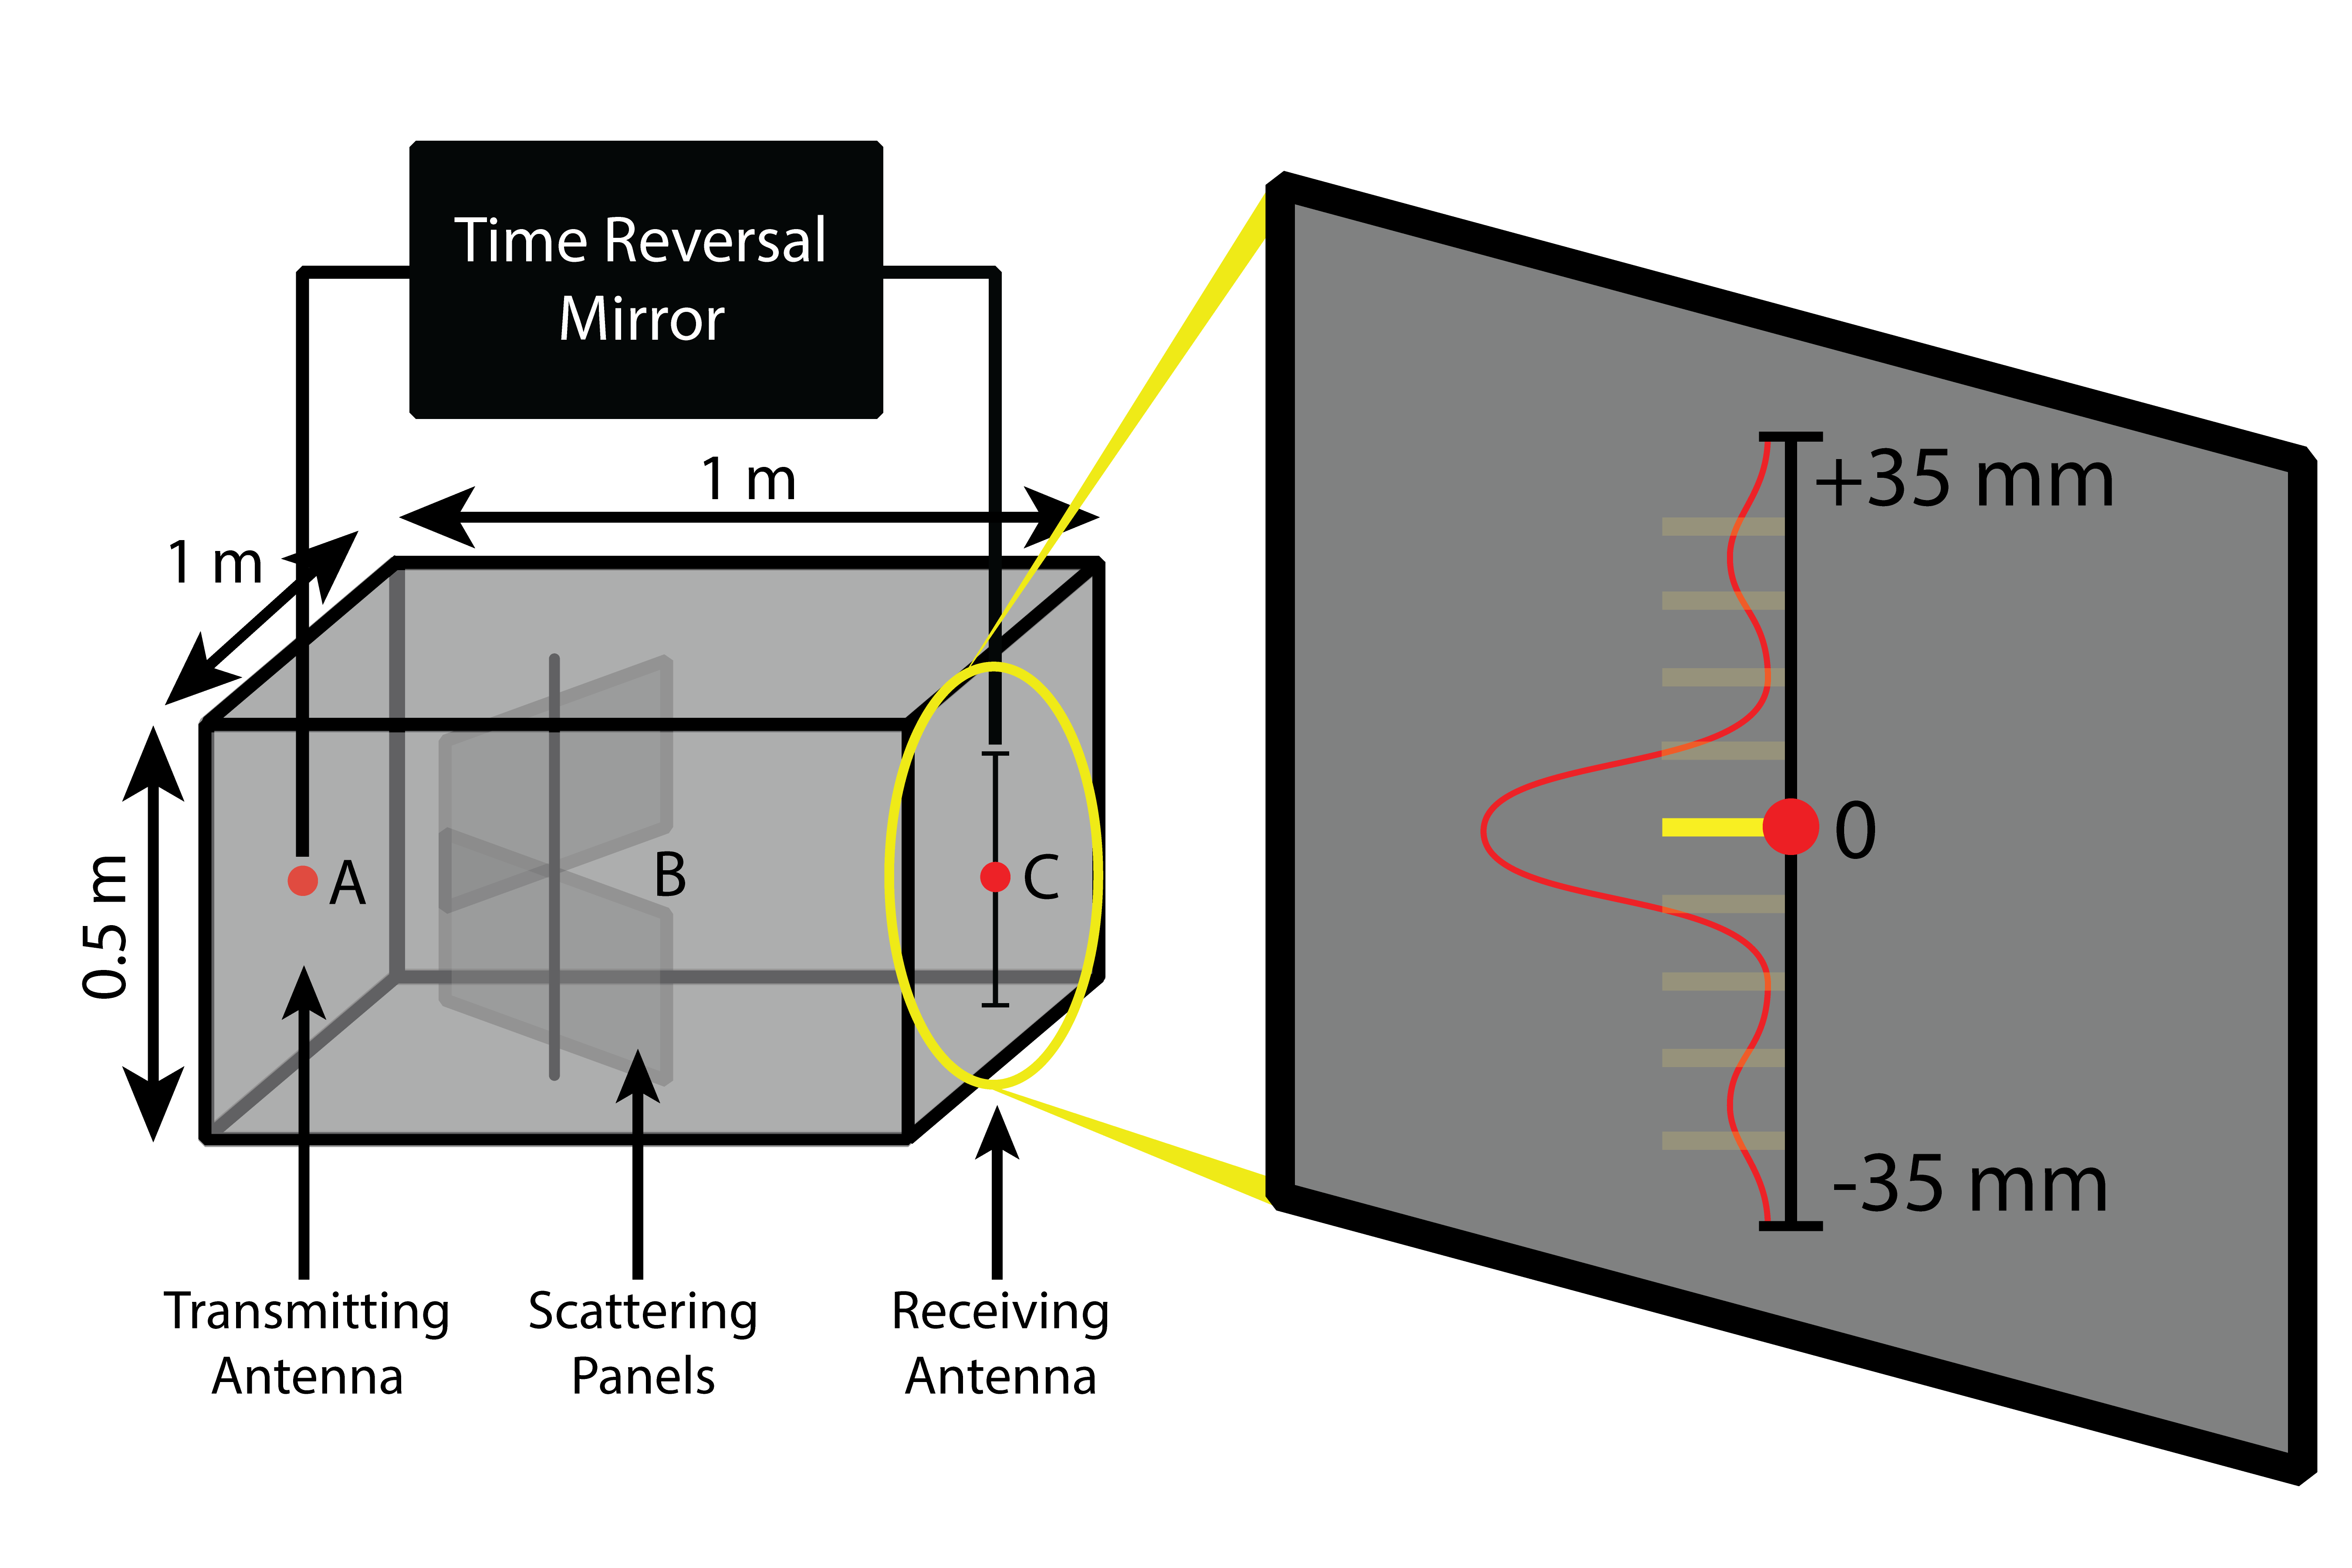 Time Reversal
Mirror
1 m
1 m
0.5 m
A
B
C
+35 mm
0
-35 mm
Transmitting
Antenna
Scattering
Panels
Receiving
Antenna